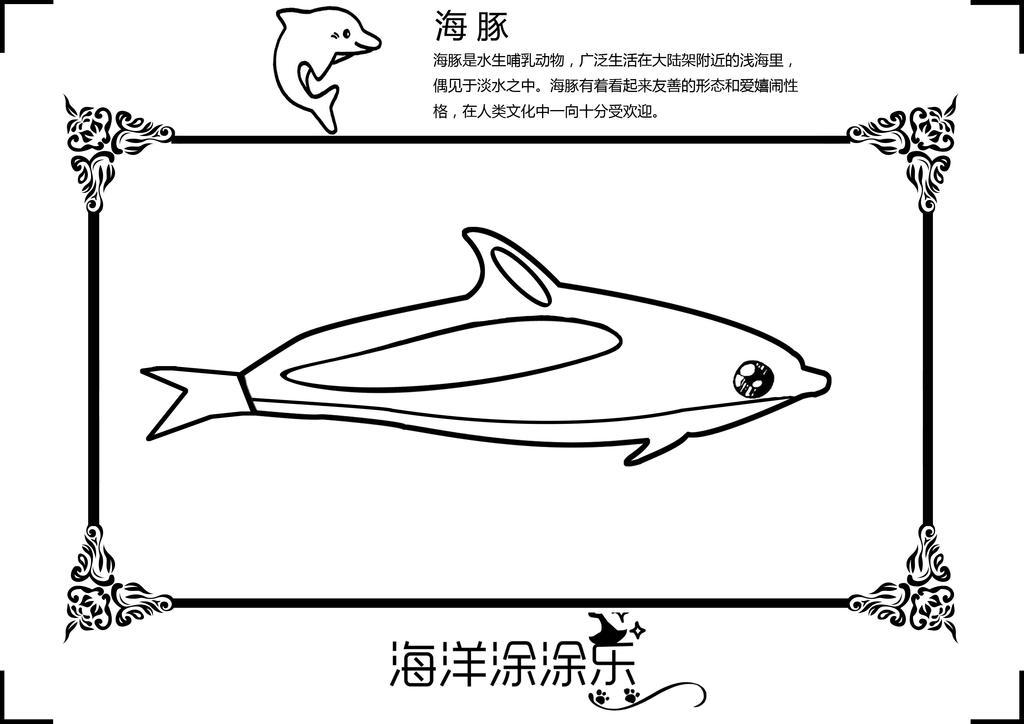 海豚
海豚是水生哺乳动物，广泛生活在大陆架附近的浅海里，
偶见于淡水之中。海豚有着看起来友善的形态和爱嬉闹性
格，在人类文化中一向十分受欢迎。
海洋涂涂乐